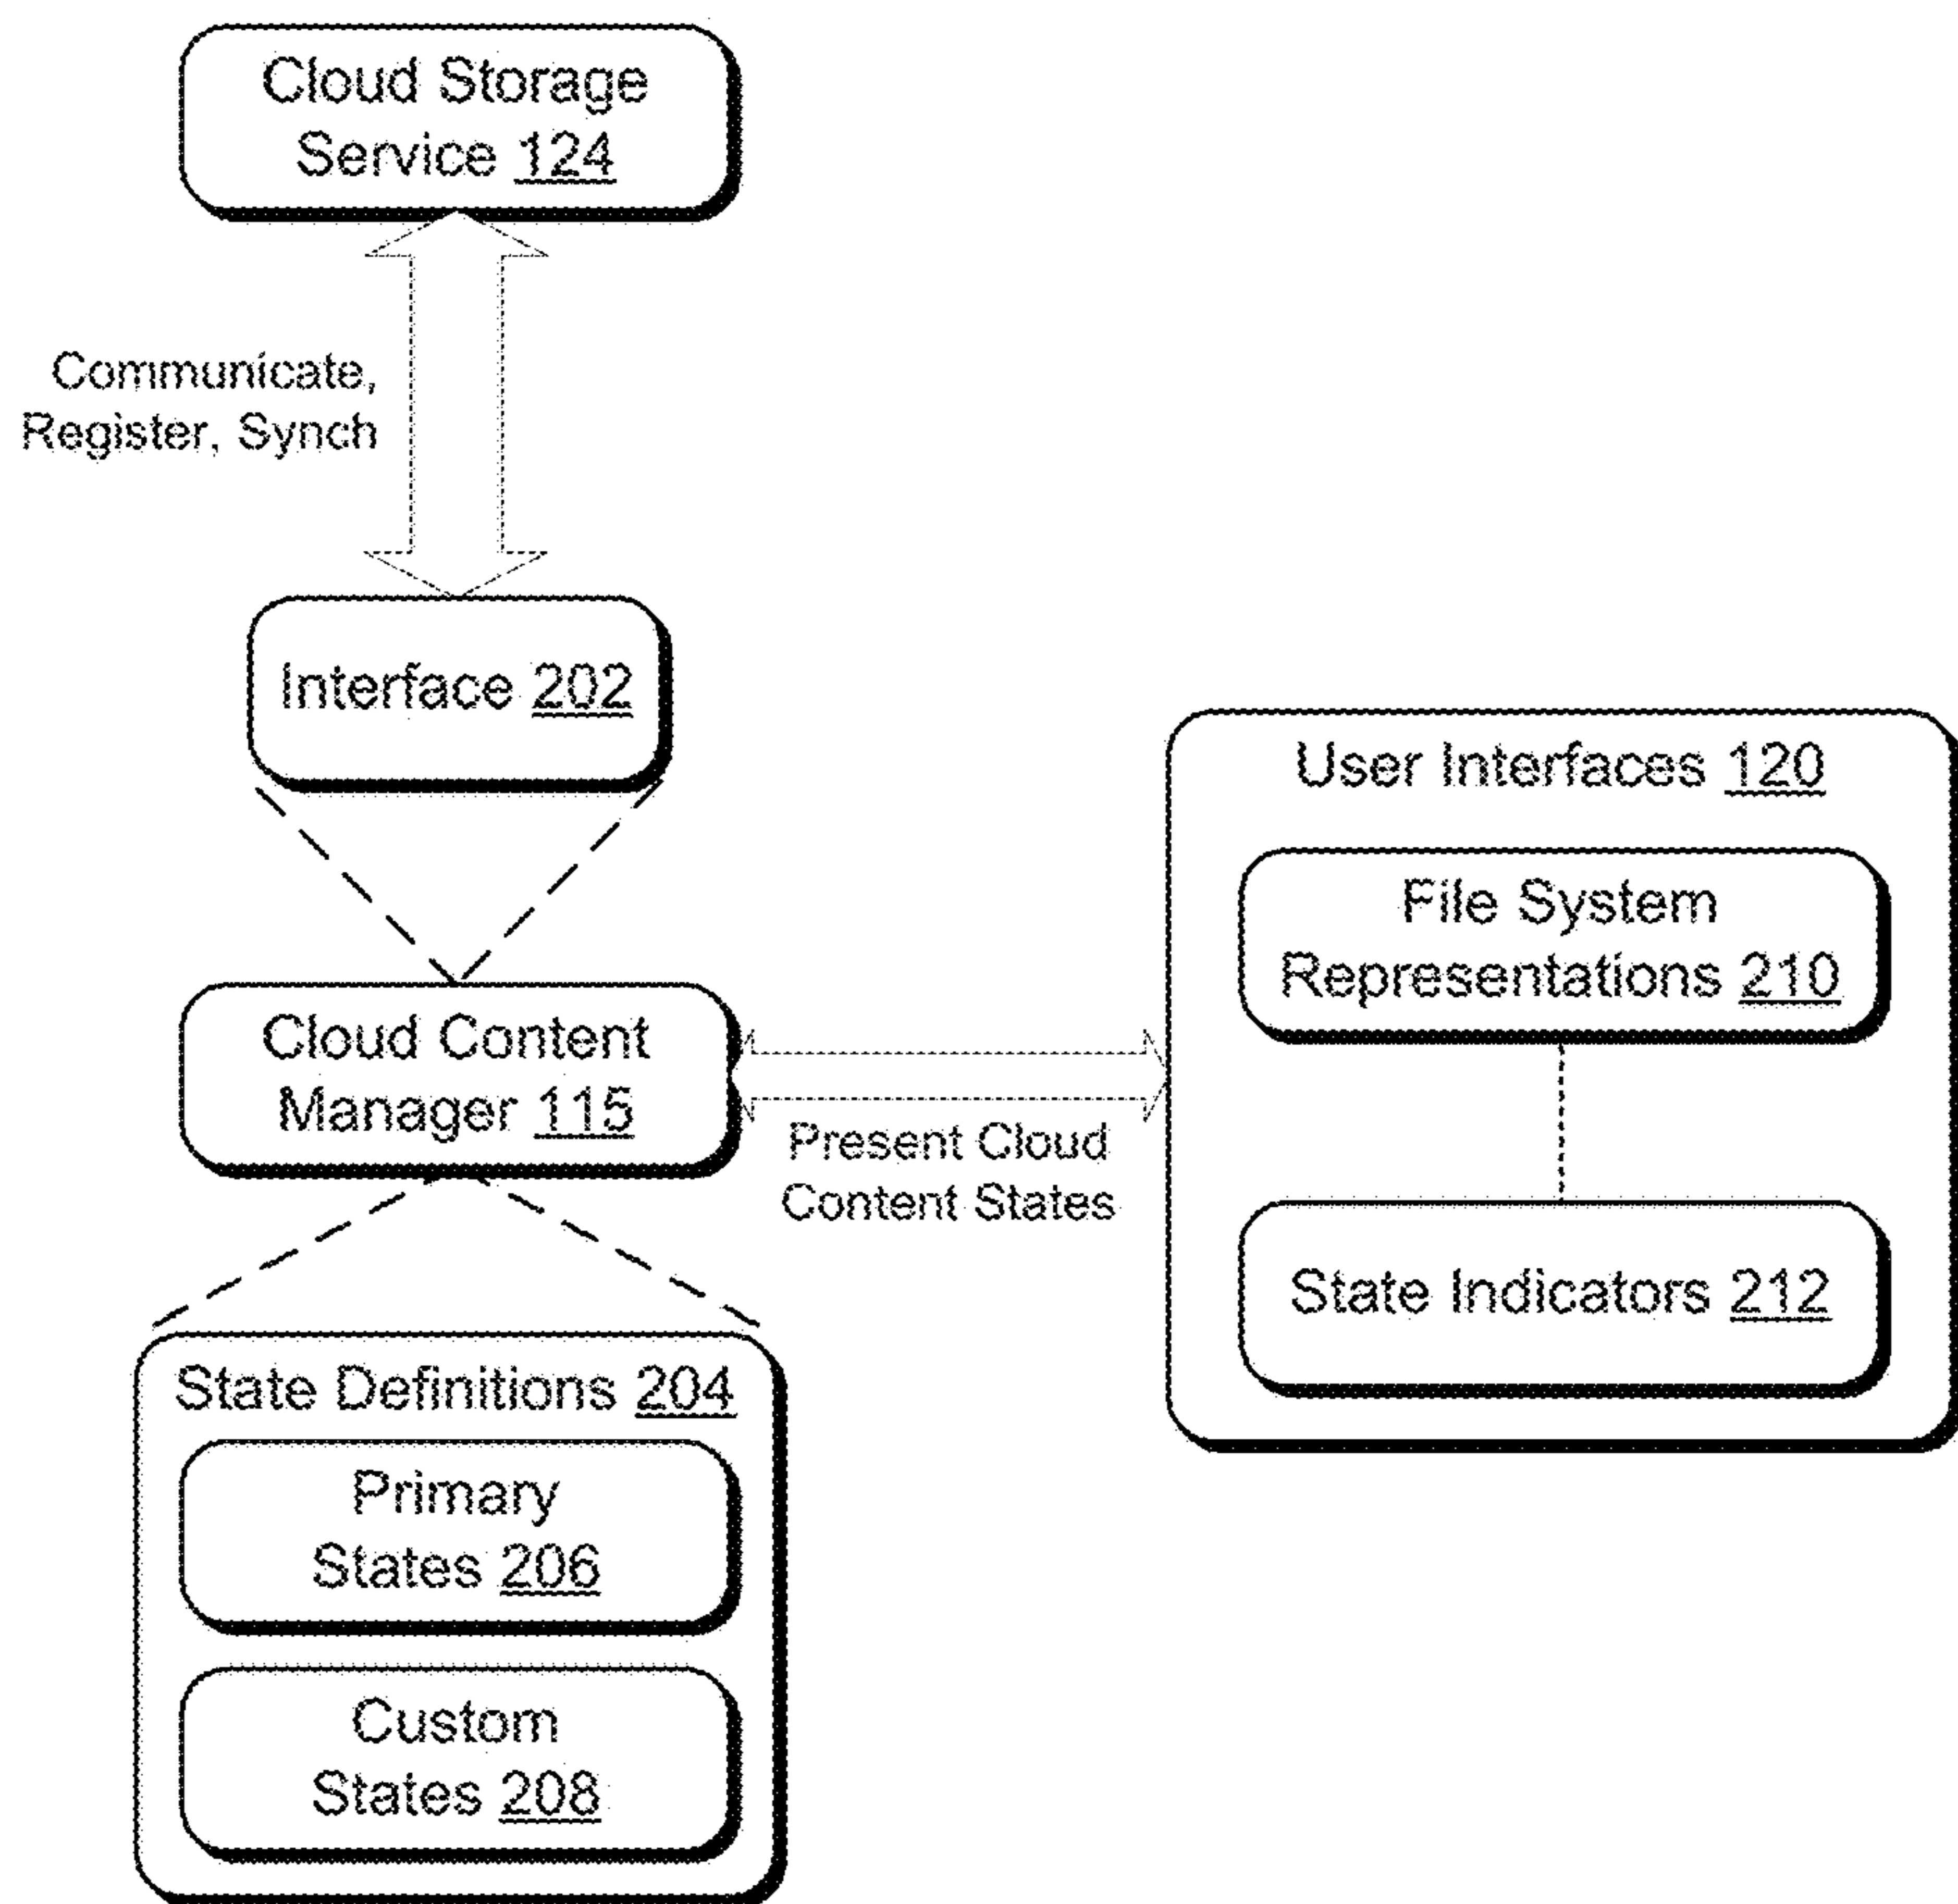 Cloud Storage
Service 124
Communicate,
Register, Synch
Interface 202
User Interfaces 120
File System
Representations 210
Cloud Content
Manager 115
Present Cloud
Content States
State Indicators 212
State Definitions 204
Primary
States 206
Custom
States 208